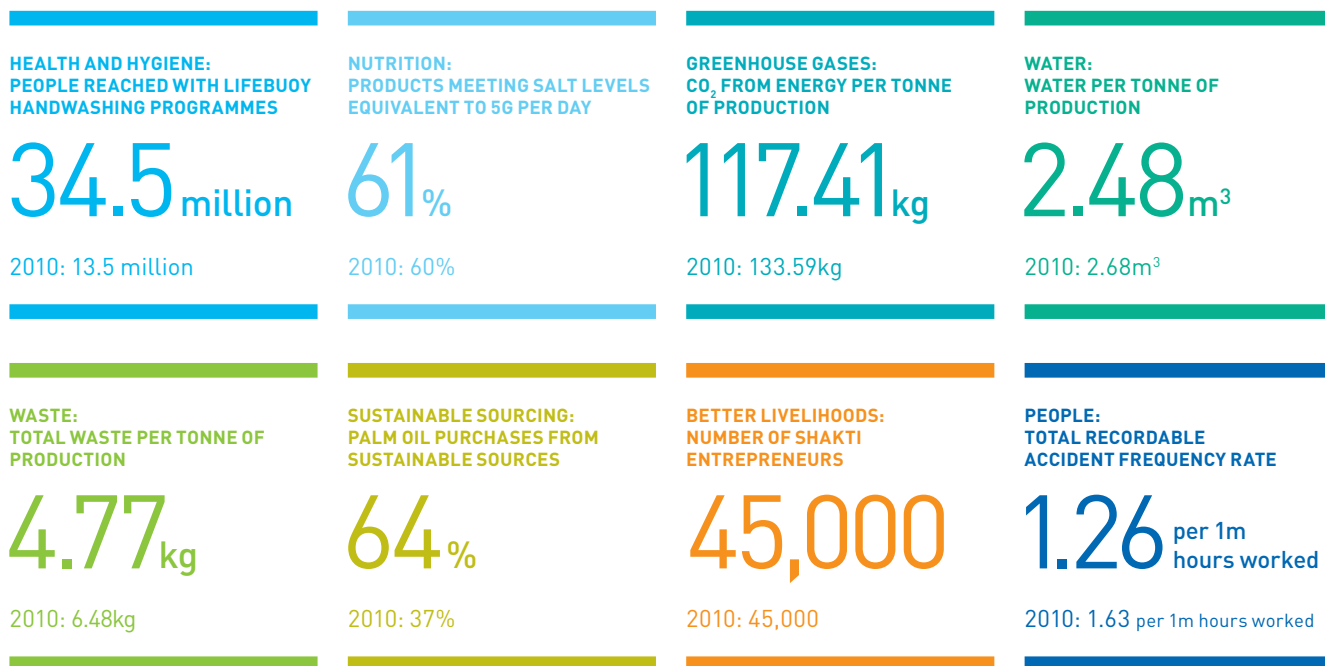 HEALTH AND HYGIENE:
PEOPLE REACHED WITH LIFEBUOY
HANDWASHING PROGRAMMES
34.5 million
2010: 13.5 million
NUTRITION:
PRODUCTS MEETING SALT LEVELS
EQUIVALENT TO 5G PER DAY
61%
2010: 60%
GREENHOUSE GASES:
CO₂ FROM ENERGY PER TONNE
OF PRODUCTION
117.41kg
2010: 133.59kg
WATER:
WATER PER TONNE OF
PRODUCTION
2.48m³
2010: 2.68m³
WASTE:
TOTAL WASTE PER TONNE OF
PRODUCTION
4.77kg
2010: 6.48kg
SUSTAINABLE SOURCING:
PALM OIL PURCHASES FROM
SUSTAINABLE SOURCES
64%
2010: 37%
BETTER LIVELIHOODS:
NUMBER OF SHAKTI
ENTREPRENEURS
45,000
2010: 45,000
PEOPLE:
TOTAL RECORDABLE
ACCIDENT FREQUENCY RATE
1.26 per 1m
hours worked
2010: 1.63 per 1m hours worked